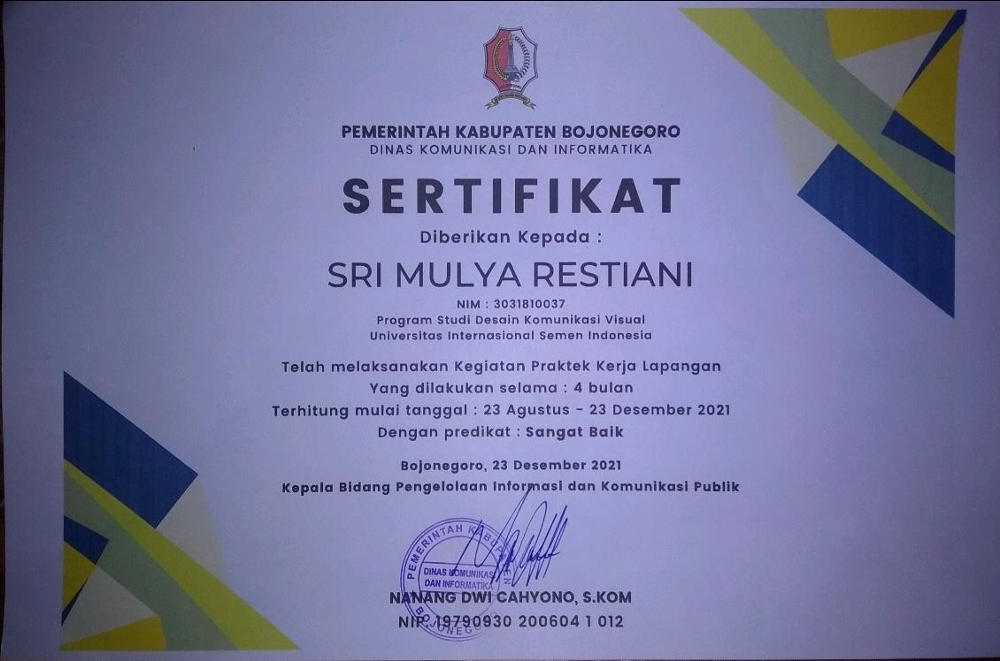 PEMERINTAH KABUPATEN BOJONEGORO
DINAS KOMUNIKASI DAN INFORMATIKA
SERTIFIKAT
Diberikan Kepada :
SRI MULYA RESTIANI
NIM : 3031810037
Program Studi Desain Komunikasi Visual
Universitas Internasional Semen Indonesia
Telah melaksanakan Kegiatan Praktek Kerja Lapangan
Yang dilakukan selama : 4 bulan
Terhitung mulai tanggal : 23 Agustus - 23 Desember 2021
Dengan predikat : Sangat Baik
Bojonegoro, 23 Desember 2021
Kepala Bidang Pengelolaan Informasi dan Komunikasi Publik
PEMERINTAH KABUPATEN
DINAS KOMUNIKASI
DAN INFORMATIKA
BOJONEGORO
NANANG DWI CAHYONO, S.KOM
NIP. 19790930 200604 1 012